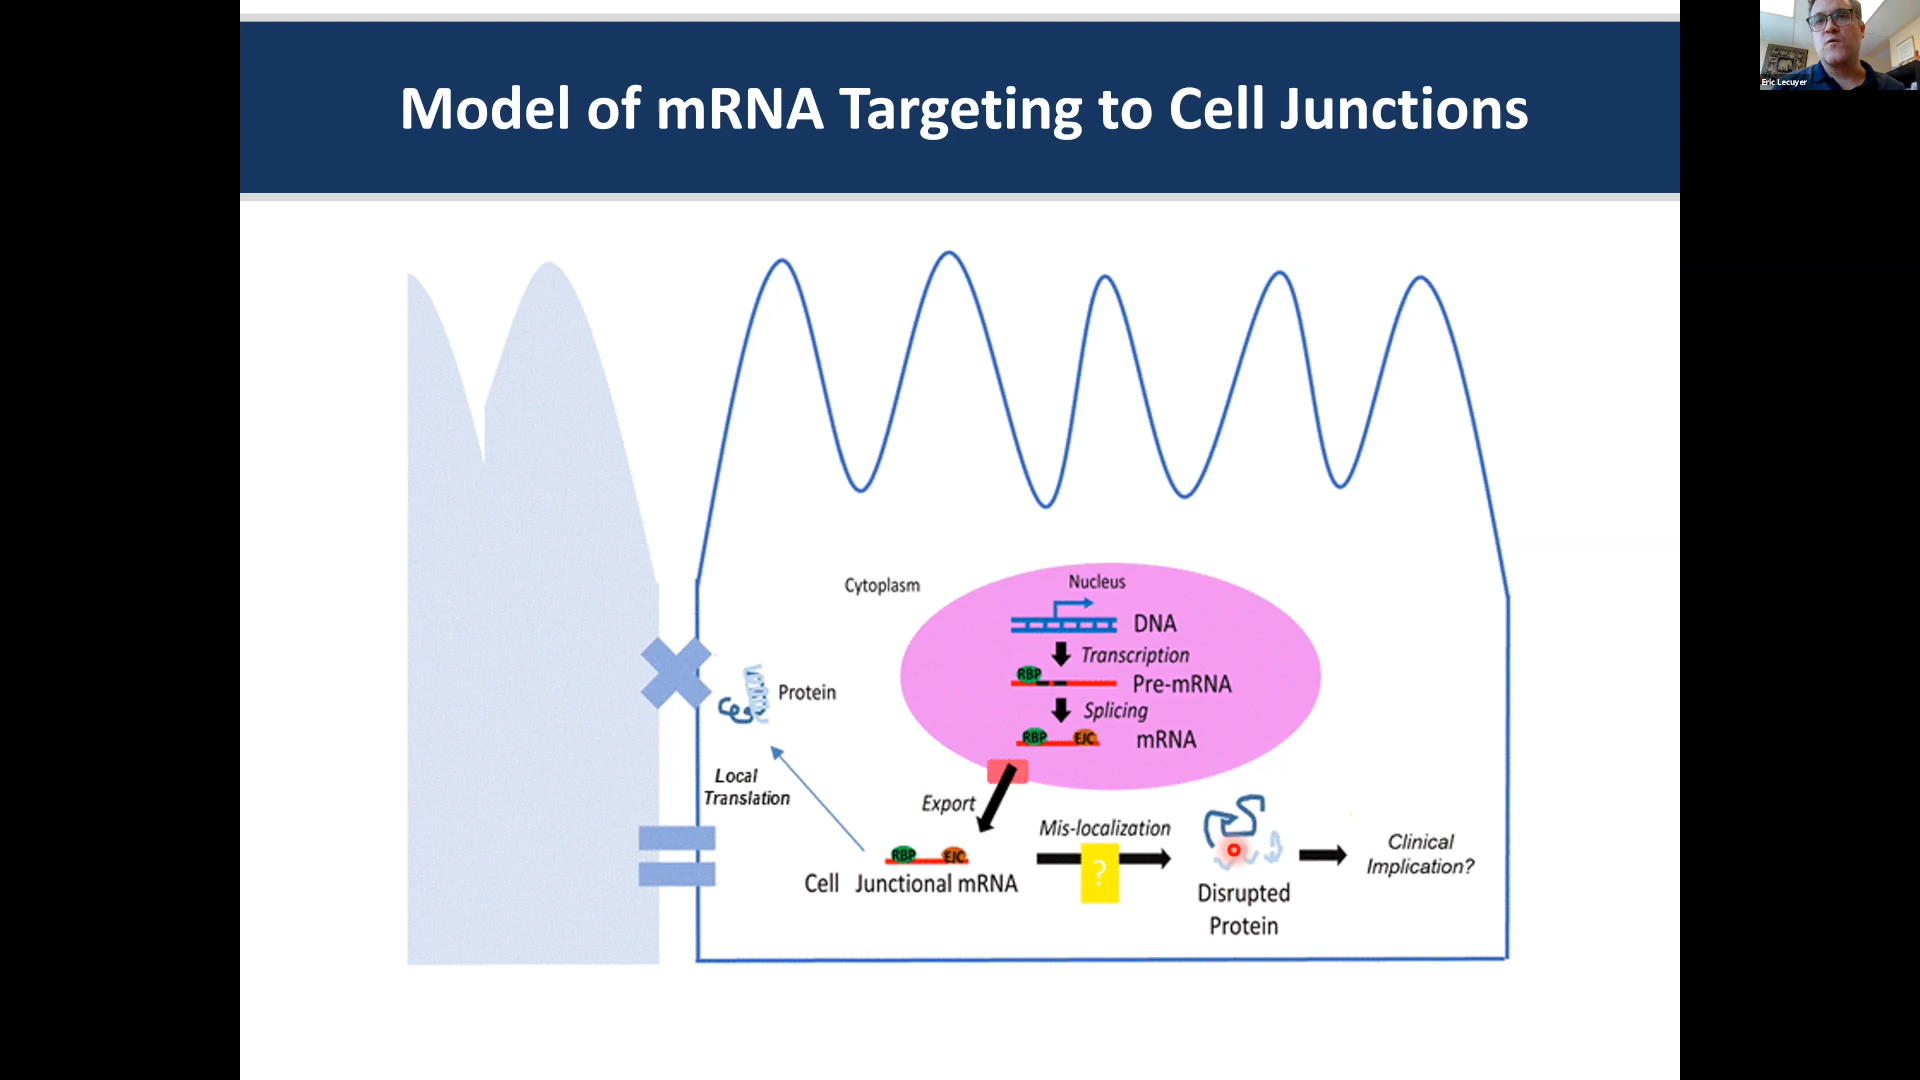 Model of mRNA Targeting to Cell Junctions
Eric Lecuyer
Cytoplasm
Nucleus
DNA
Transcription
RBP
Pre-mRNA
Splicing
RBP
EJC
mRNA
Protein
Local
Translation
Export
RBP
EJC
Cell Junctional mRNA
Mis-localization
?
Disrupted
Protein
Clinical
Implication?